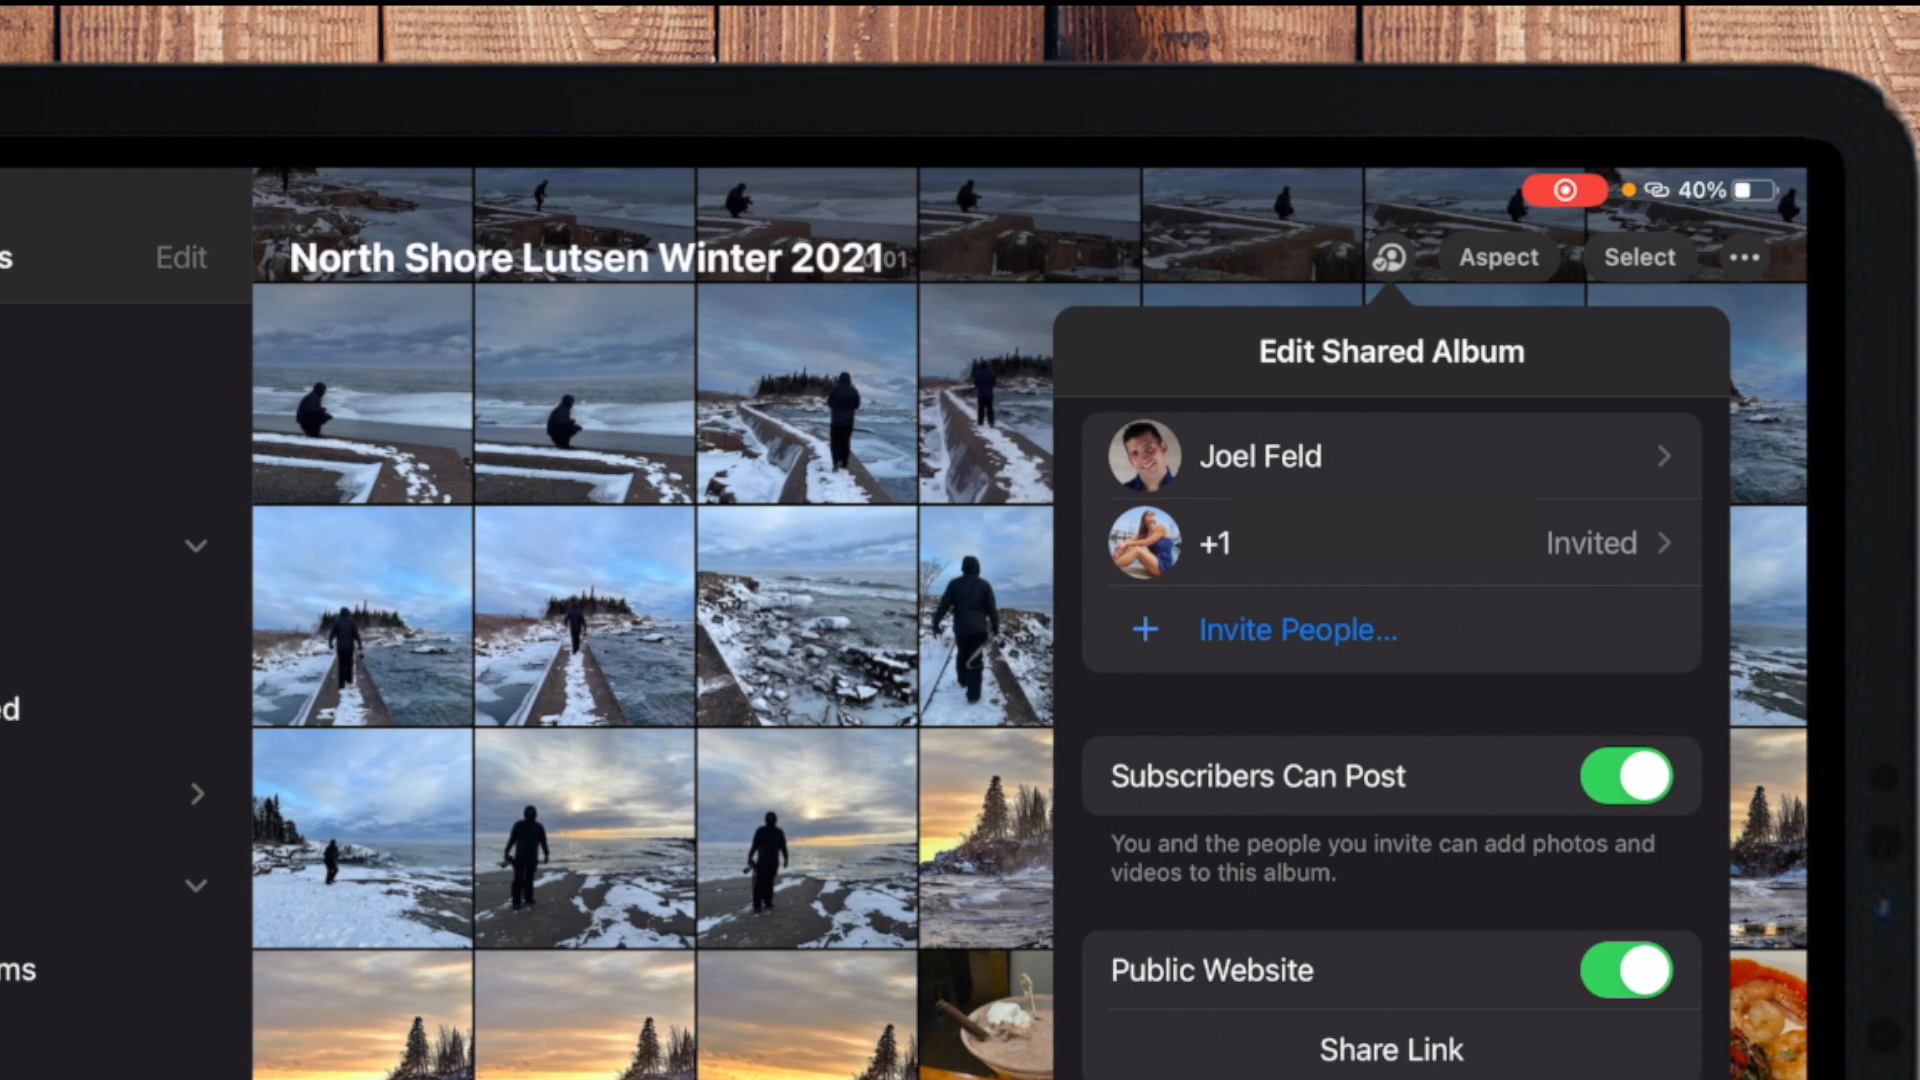 40%
s
Edit
North Shore Lutsen Winter 2021
Aspect
Select
Edit Shared Album
Joel Feld
+1
Invited
Invite People...
ed
Subscribers Can Post
You and the people you invite can add photos and
videos to this album.
ms
Public Website
Share Link